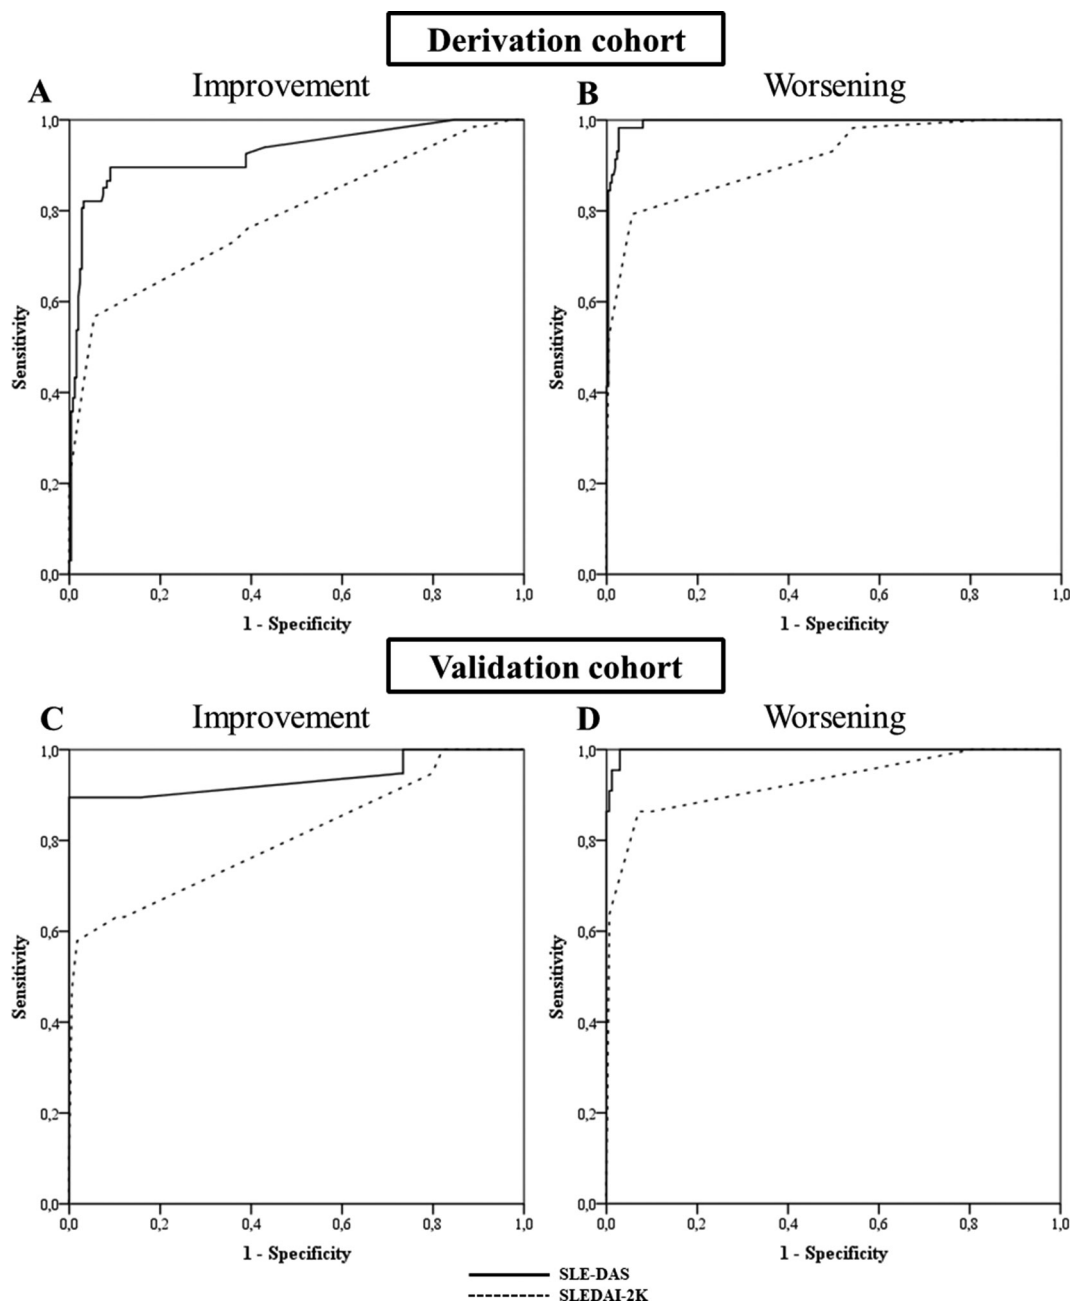 Derivation cohort
A
Improvement
B
Worsening
1,0
0,8
0,6
0,4
0,2
0,0
Sensitivity
0,0 0,2 0,4 0,6 0,8 1,0
1 - Specificity
1,0
0,8
0,6
0,4
0,2
0,0
Sensitivity
0,0 0,2 0,4 0,6 0,8 1,0
1 - Specificity
Validation cohort
C
Improvement
D
Worsening
1,0
0,8
0,6
0,4
0,2
0,0
Sensitivity
0,0 0,2 0,4 0,6 0,8 1,0
1 - Specificity
1,0
0,8
0,6
0,4
0,2
0,0
Sensitivity
0,0 0,2 0,4 0,6 0,8 1,0
1 - Specificity
SLE-DAS
SLEDAI-2K